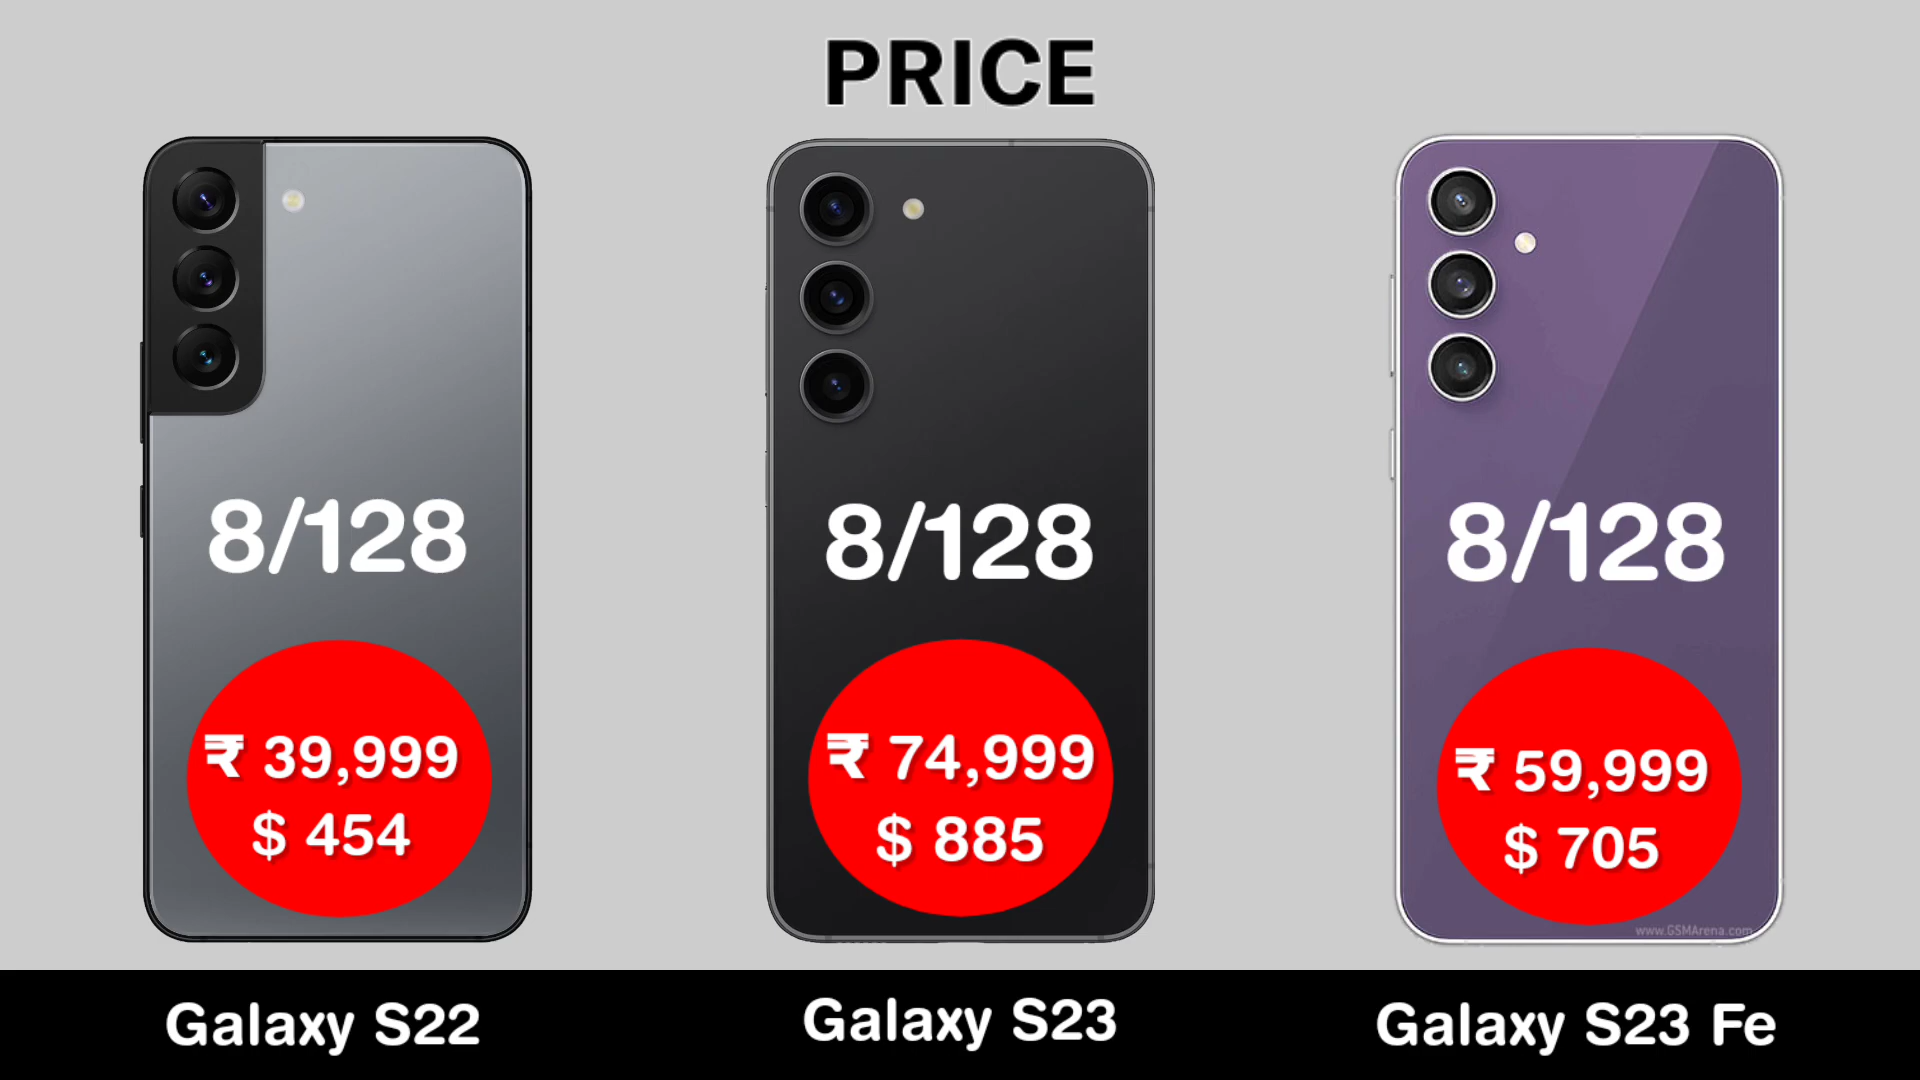 PRICE
8/128
₹ 39,999
$ 454
Galaxy S22
8/128
₹ 74,999
$ 885
Galaxy S23
8/128
₹ 59,999
$ 705
www.GSMArena.com
Galaxy S23 Fe